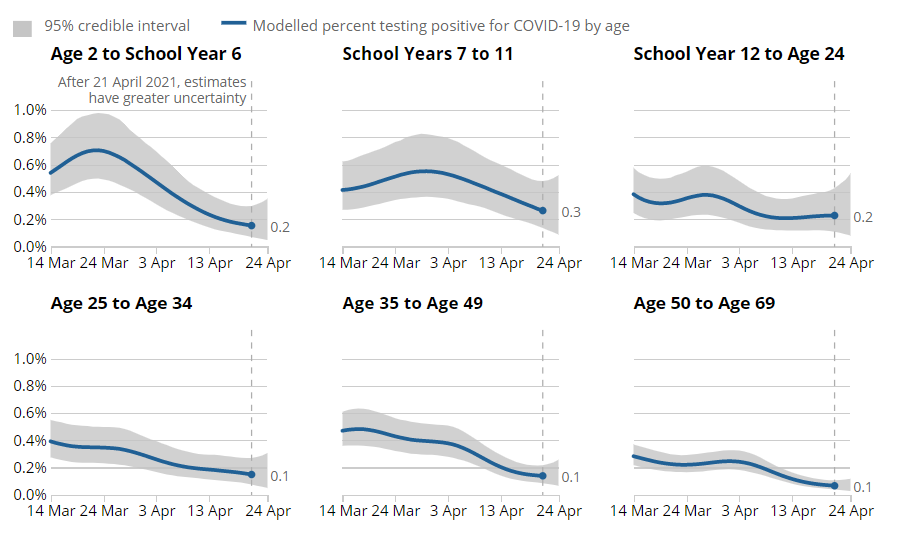 95% credible interval
Modelled percent testing positive for COVID-19 by age
Age 2 to School Year 6
School Years 7 to 11
School Year 12 to Age 24
After 21 April 2021, estimates
have greater uncertainty
1.0%
0.8%
0.6%
0.4%
0.2%
0.0%
0.2
0.3
0.2
14 Mar 24 Mar 3 Apr 13 Apr 24 Apr
14 Mar 24 Mar 3 Apr 13 Apr 24 Apr
14 Mar 24 Mar 3 Apr 13 Apr 24 Apr
Age 25 to Age 34
Age 35 to Age 49
Age 50 to Age 69
1.0%
0.8%
0.6%
0.4%
0.2%
0.0%
0.1
0.1
0.1
14 Mar 24 Mar 3 Apr 13 Apr 24 Apr
14 Mar 24 Mar 3 Apr 13 Apr 24 Apr
14 Mar 24 Mar 3 Apr 13 Apr 24 Apr